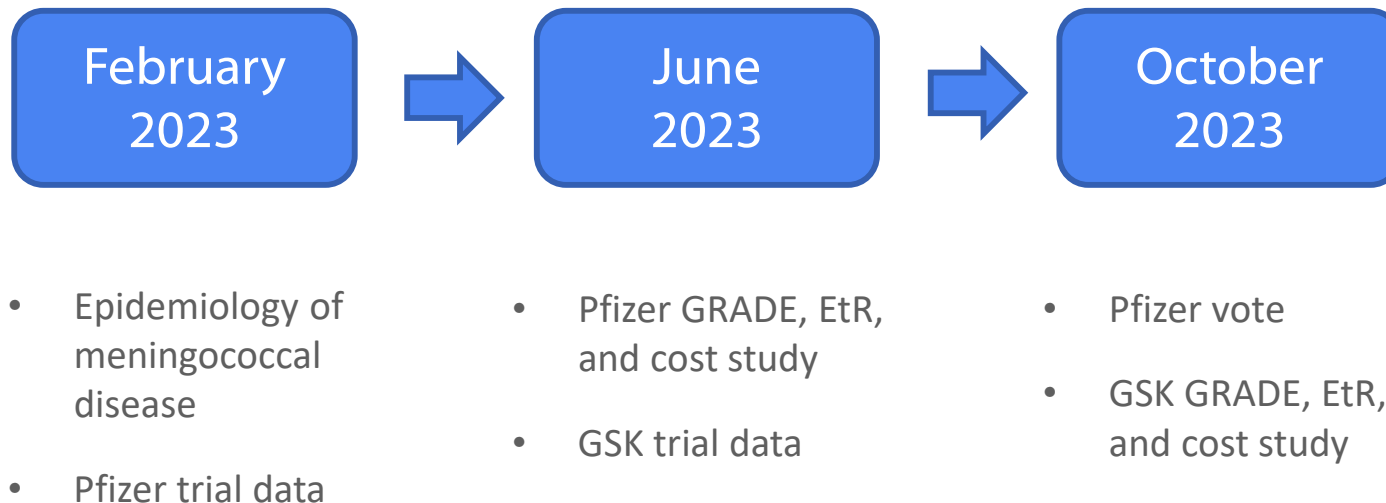 February
2023
June
2023
October
2023
• Epidemiology of
meningococcal
disease
• Pfizer trial data
• Pfizer GRADE, EtR,
and cost study
• GSK trial data
• Pfizer vote
• GSK GRADE, EtR,
and cost study